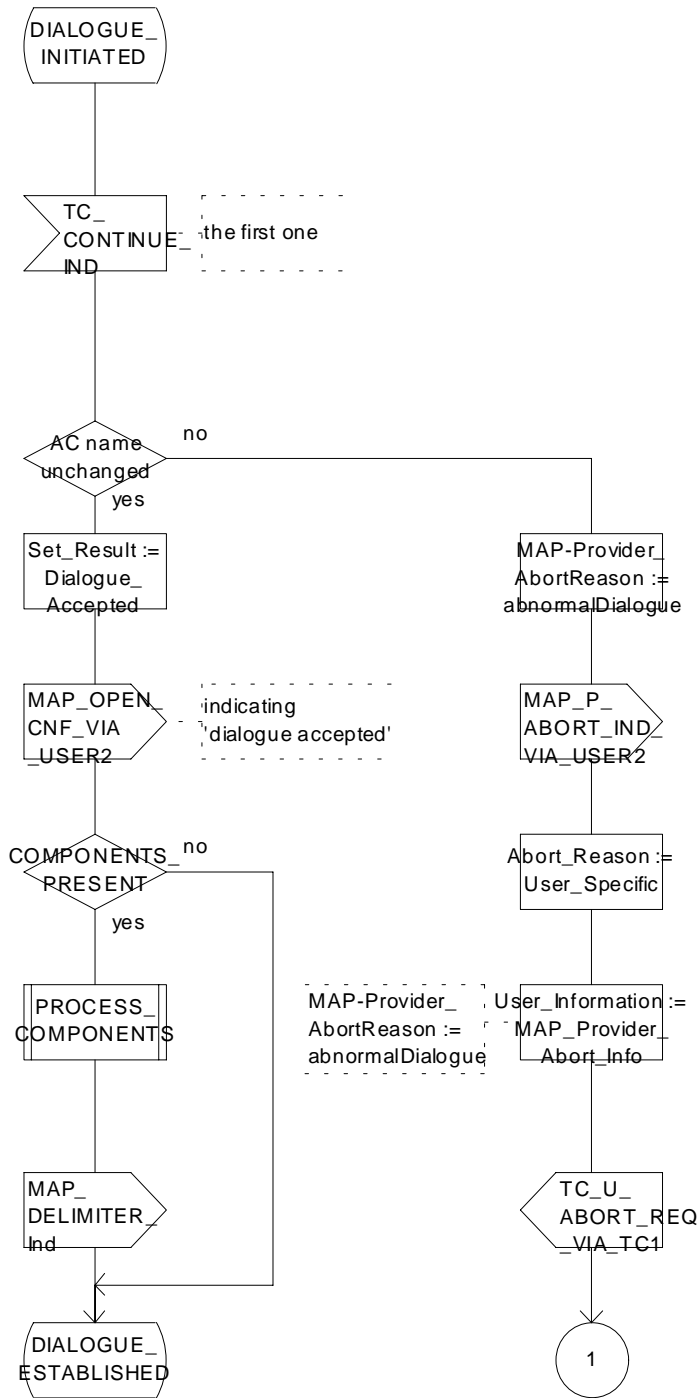 DIALOGUE_
INITIATED
TC_
CONTINUE_
IND
the first one
AC name
unchanged
no
yes
Set_Result :=
Dialogue_
Accepted
MAP-Provider_
AbortReason :=
abnormalDialogue
MAP_OPEN_
CNF_VIA
_USER2
indicating
'dialogue accepted'
MAP_P_
ABORT_IND_
VIA_USER2
COMPONENTS_
PRESENT
no
yes
Abort_Reason :=
User_Specific
PROCESS_
COMPONENTS
MAP-Provider_
AbortReason :=
abnormalDialogue
User_Information :=
MAP_Provider_
Abort_Info
MAP_
DELIMITER_
Ind
TC_U_
ABORT_REQ
_VIA_TC1
DIALOGUE_
ESTABLISHED
1